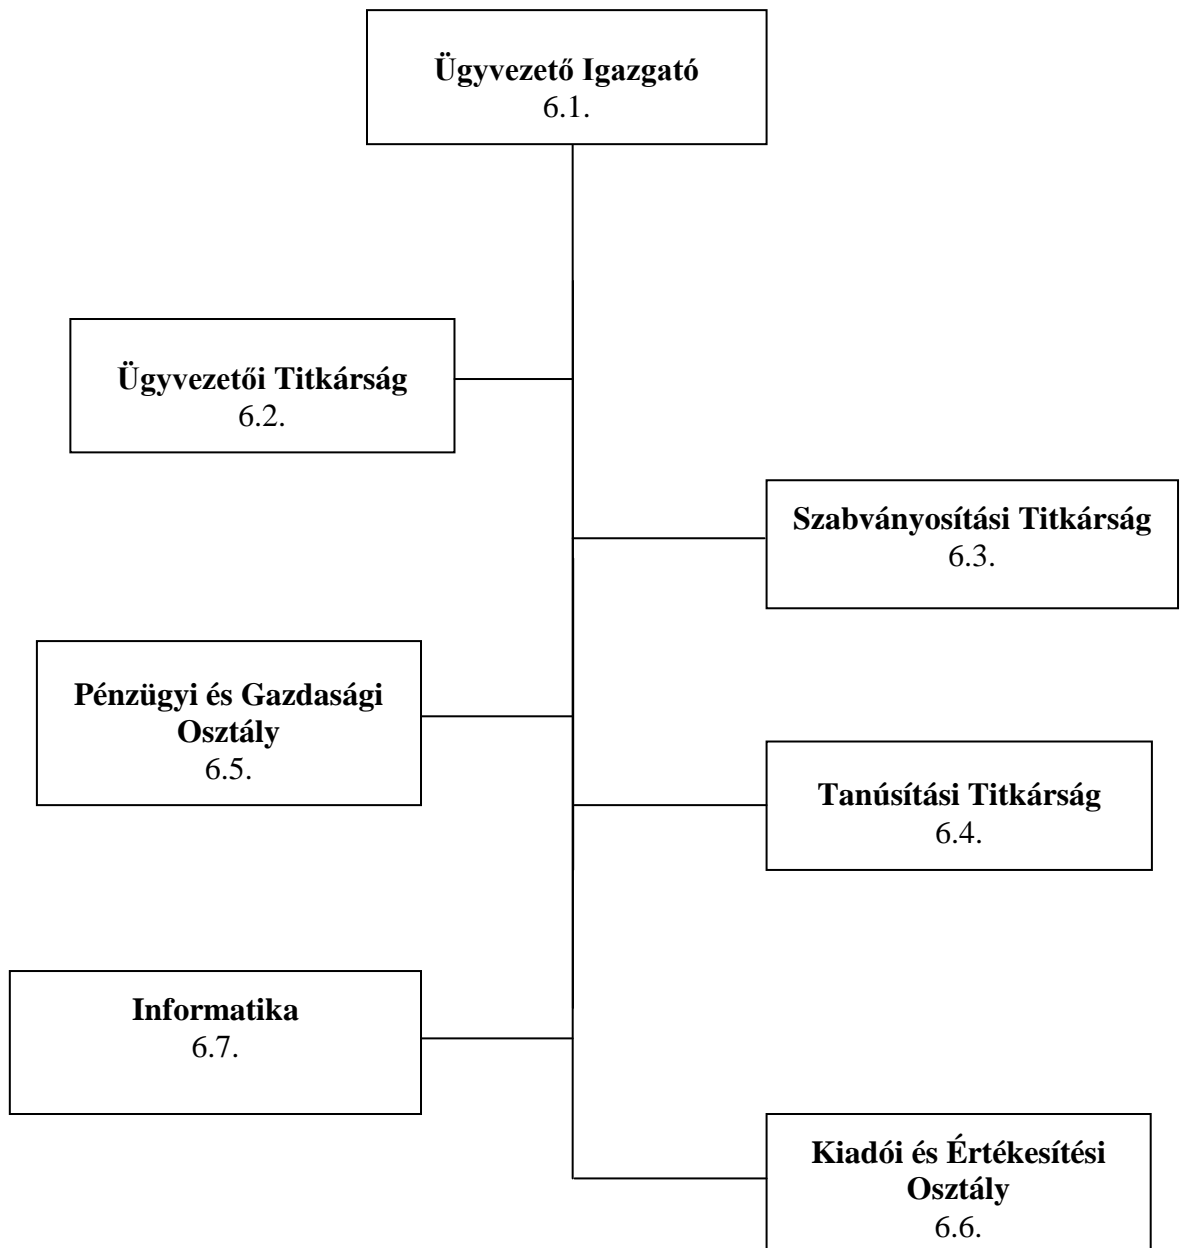 Ügyvezető Igazgató
6.1.
Ügyvezetői Titkárság
6.2.
Szabványosítási Titkárság
6.3.
Pénzügyi és Gazdasági
Osztály
6.5.
Tanúsítási Titkárság
6.4.
Informatika
6.7.
Kiadói és Értékesítési
Osztály
6.6.